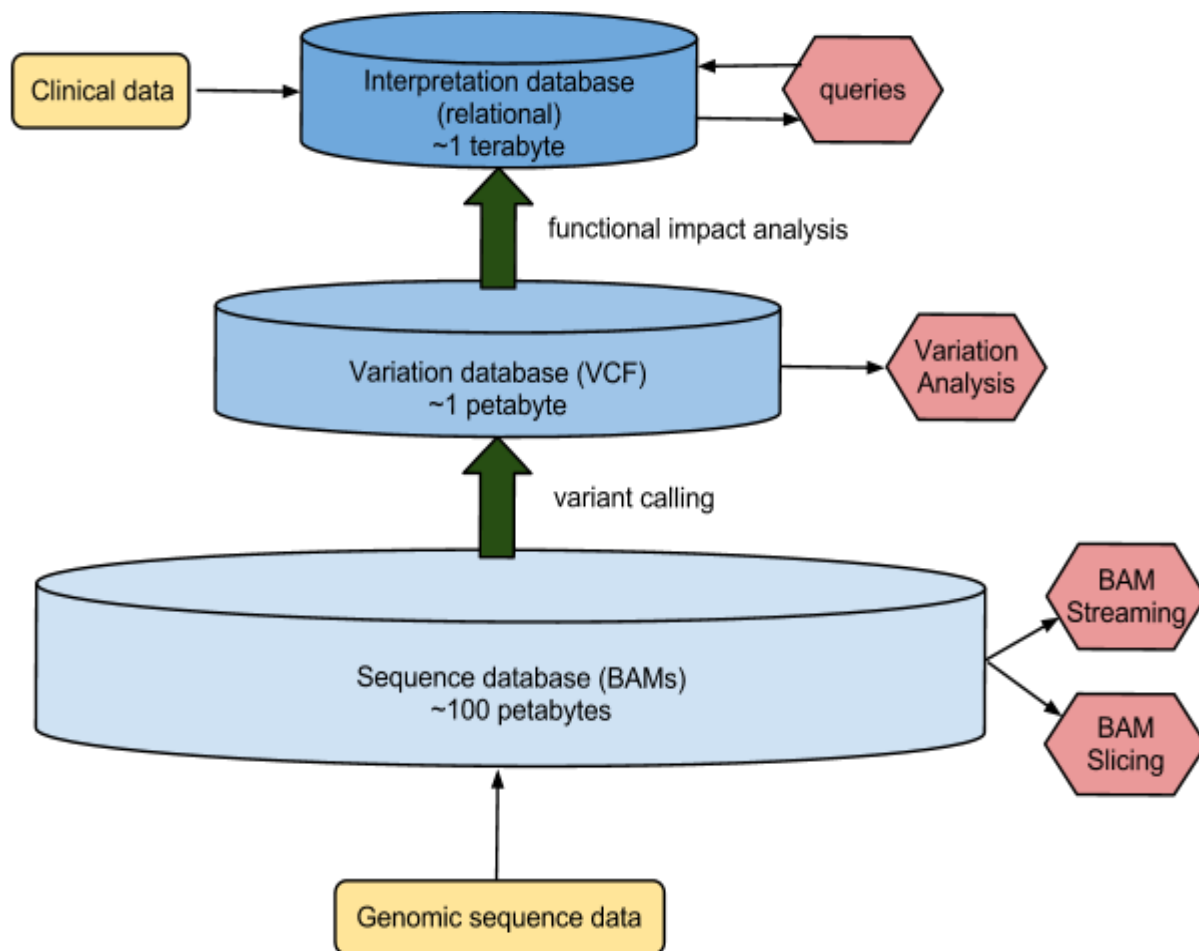 Clinical data
Interpretation database
(relational)
~1 terabyte
queries
functional impact analysis
Variation database (VCF)
~1 petabyte
Variation
Analysis
variant calling
Sequence database (BAMs)
~100 petabytes
BAM
Streaming
BAM
Slicing
Genomic sequence data